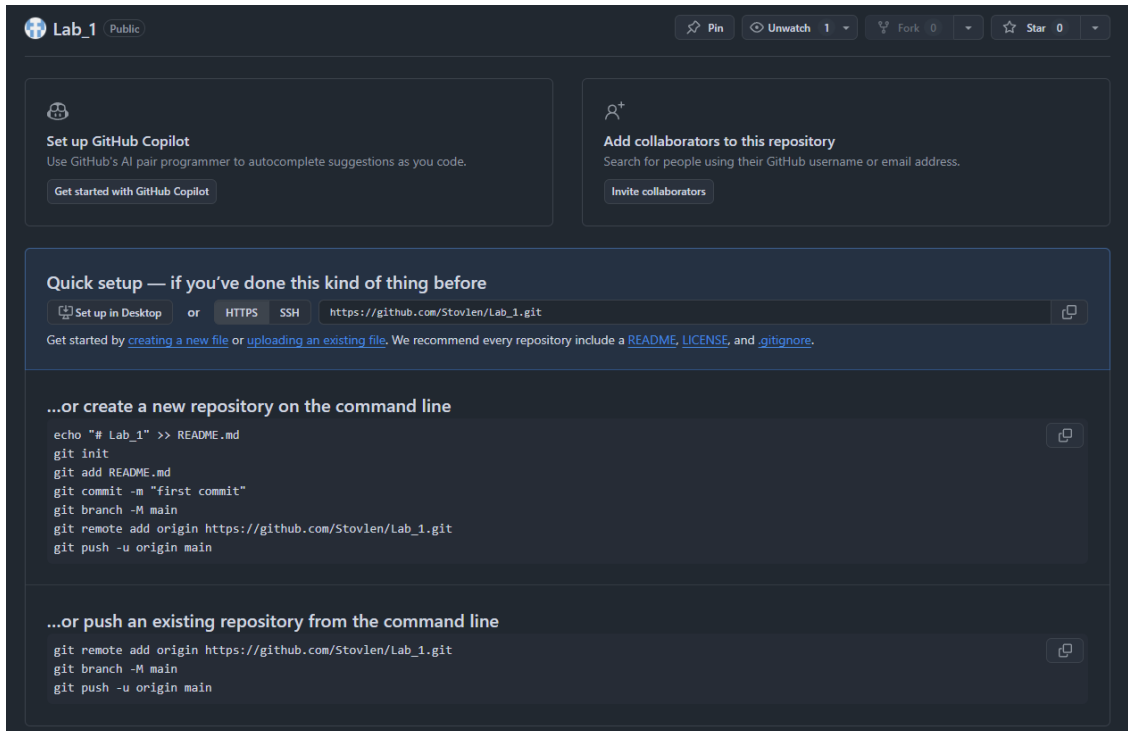 Lab_1 Public
Pin Unwatch 1 Fork 0 Star 0
Set up GitHub Copilot
Use GitHub's AI pair programmer to autocomplete suggestions as you code.
Get started with GitHub Copilot
Add collaborators to this repository
Search for people using their GitHub username or email address.
Invite collaborators
Quick setup — if you’ve done this kind of thing before
Set up in Desktop or HTTPS SSH https://github.com/Stovlen/Lab_1.git
Get started by creating a new file or uploading an existing file. We recommend every repository include a README, LICENSE, and .gitignore.
…or create a new repository on the command line
echo "# Lab_1" >> README.md
git init
git add README.md
git commit -m "first commit"
git branch -M main
git remote add origin https://github.com/Stovlen/Lab_1.git
git push -u origin main
…or push an existing repository from the command line
git remote add origin https://github.com/Stovlen/Lab_1.git
git branch -M main
git push -u origin main